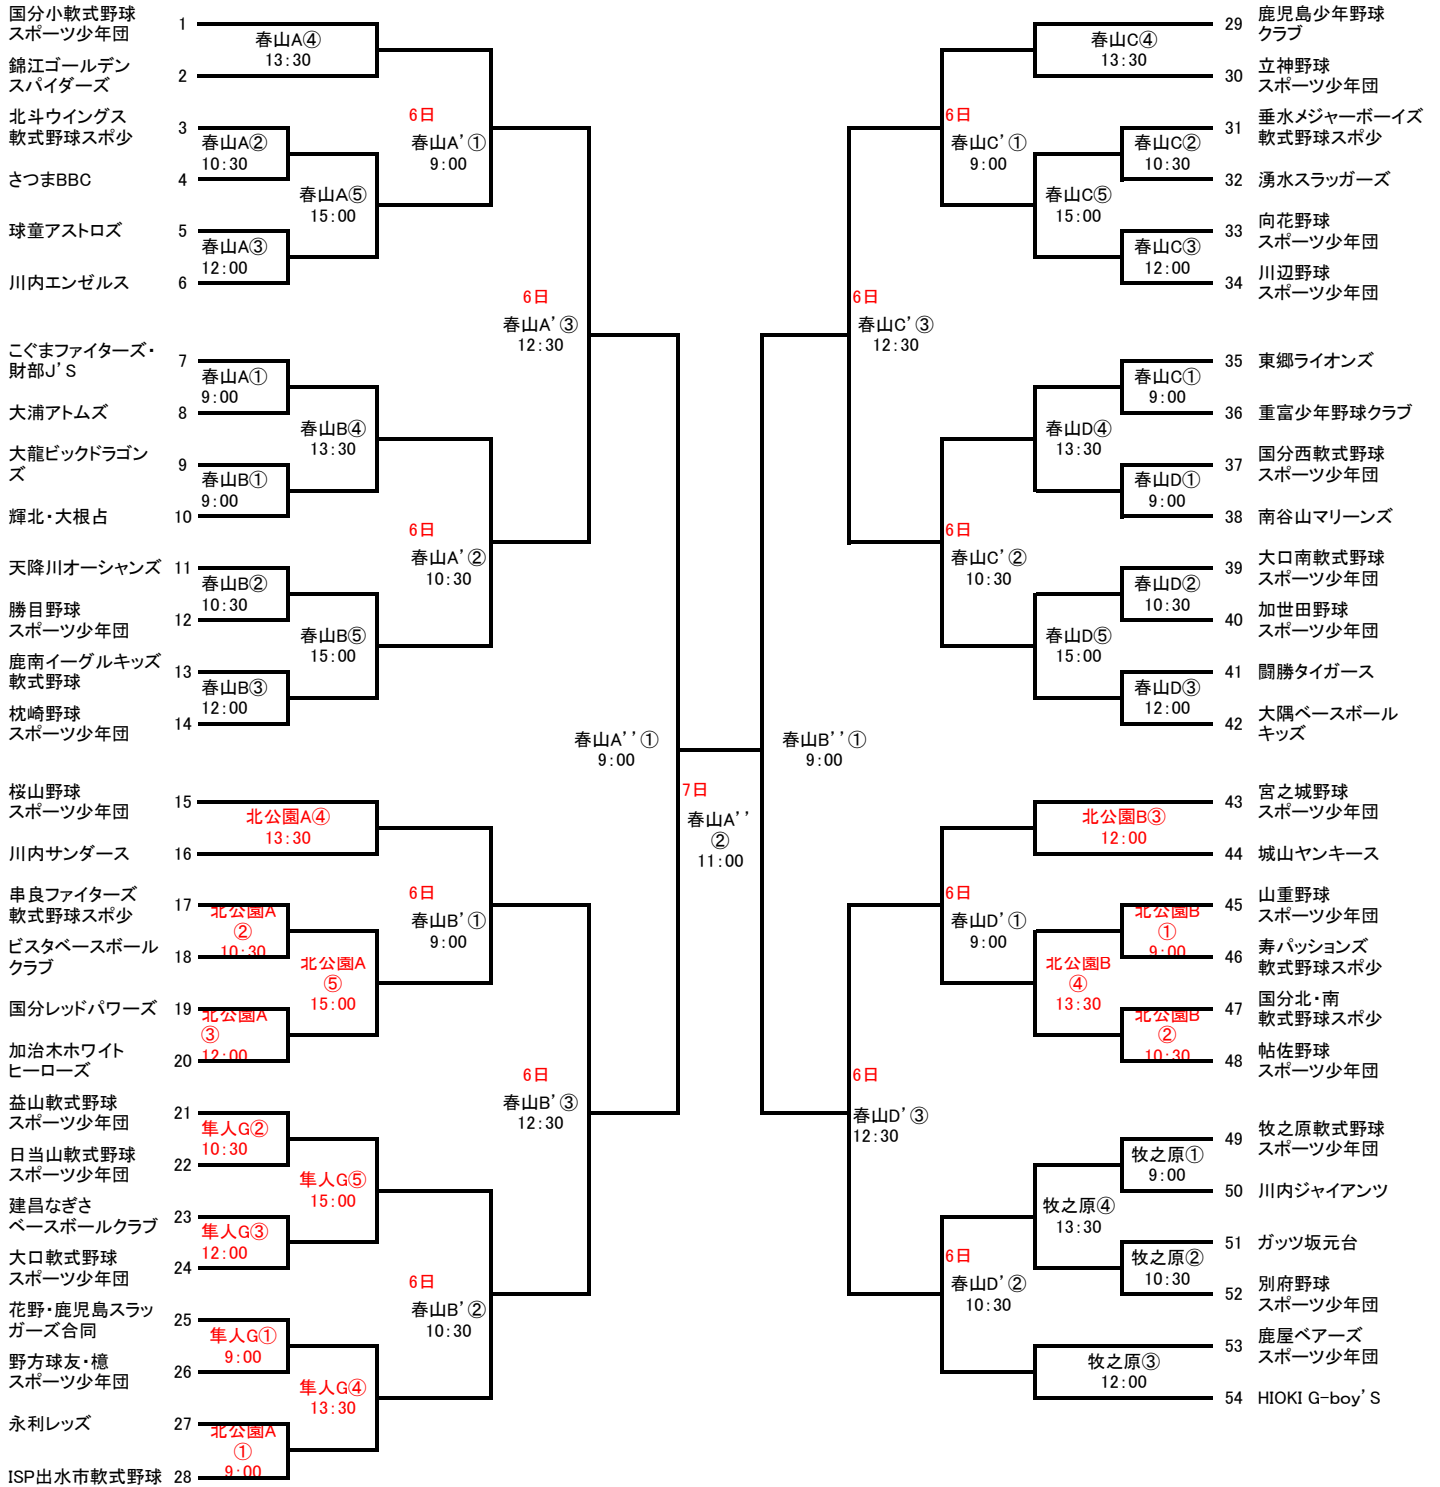 国分小軟式野球
スポーツ少年団
1
春山A④
13:30
錦江ゴールデン
スパイダーズ
2
北斗ウイングス
軟式野球スポ少
3
春山A②
10:30
さつまBBC
4
春山A⑤
15:00
球童アストロズ
5
春山A③
12:00
川内エンゼルス
6
6日
春山A'①
9:00
6日
春山A'③
12:30
こぐまファイターズ・
財部J'S
7
春山A①
9:00
大浦アトムズ
8
春山B④
13:30
大龍ビックドラゴン
ズ
9
春山B①
9:00
輝北・大根占
10
6日
春山A'②
10:30
天降川オーシャンズ
11
春山B②
10:30
勝目野球
スポーツ少年団
12
春山B⑤
15:00
鹿南イーグルキッズ
軟式野球
13
春山B③
12:00
枕崎野球
スポーツ少年団
14
春山A''①
9:00
桜山野球
スポーツ少年団
15
北公園A④
13:30
川内サンダース
16
串良ファイターズ
軟式野球スポ少
17
北公園A
②
10:30
ビスタベースボール
クラブ
18
北公園A
⑤
15:00
国分レッドパワーズ
19
北公園A
③
12:00
加治木ホワイト
ヒーローズ
20
6日
春山B'①
9:00
6日
春山B'③
12:30
益山軟式野球
スポーツ少年団
21
隼人G②
10:30
日当山軟式野球
スポーツ少年団
22
隼人G⑤
15:00
建昌なぎさ
ベースボールクラブ
23
隼人G③
12:00
大口軟式野球
スポーツ少年団
24
6日
春山B'②
10:30
花野・鹿児島スラッ
ガーズ合同
25
隼人G①
9:00
野方球友・檍
スポーツ少年団
26
隼人G④
13:30
永利レッズ
27
北公園A
①
9:00
ISP出水市軟式野球
28
7日
春山A''
②
11:00
29
鹿児島少年野球
クラブ
春山C④
13:30
30
立神野球
スポーツ少年団
6日
春山C'①
9:00
31
垂水メジャーボーイズ
軟式野球スポ少
春山C②
10:30
32
湧水スラッガーズ
春山C⑤
15:00
33
向花野球
スポーツ少年団
春山C③
12:00
34
川辺野球
スポーツ少年団
6日
春山C'③
12:30
35
東郷ライオンズ
春山C①
9:00
36
重富少年野球クラブ
春山D④
13:30
37
国分西軟式野球
スポーツ少年団
春山D①
9:00
38
南谷山マリーンズ
6日
春山C'②
10:30
39
大口南軟式野球
スポーツ少年団
春山D②
10:30
40
加世田野球
スポーツ少年団
春山D⑤
15:00
41
闘勝タイガース
春山D③
12:00
42
大隅ベースボール
キッズ
春山B''①
9:00
43
宮之城野球
スポーツ少年団
北公園B③
12:00
44
城山ヤンキース
6日
春山D'①
9:00
45
山重野球
スポーツ少年団
北公園B
①
9:00
46
寿パッションズ
軟式野球スポ少
北公園B
④
13:30
47
国分北・南
軟式野球スポ少
北公園B
②
10:30
48
帖佐野球
スポーツ少年団
6日
春山D'③
12:30
49
牧之原軟式野球
スポーツ少年団
牧之原①
9:00
50
川内ジャイアンツ
牧之原④
13:30
51
ガッツ坂元台
牧之原②
10:30
52
別府野球
スポーツ少年団
6日
春山D'②
10:30
53
鹿屋ベアーズ
スポーツ少年団
牧之原③
12:00
54
HIOKI G-boy'S